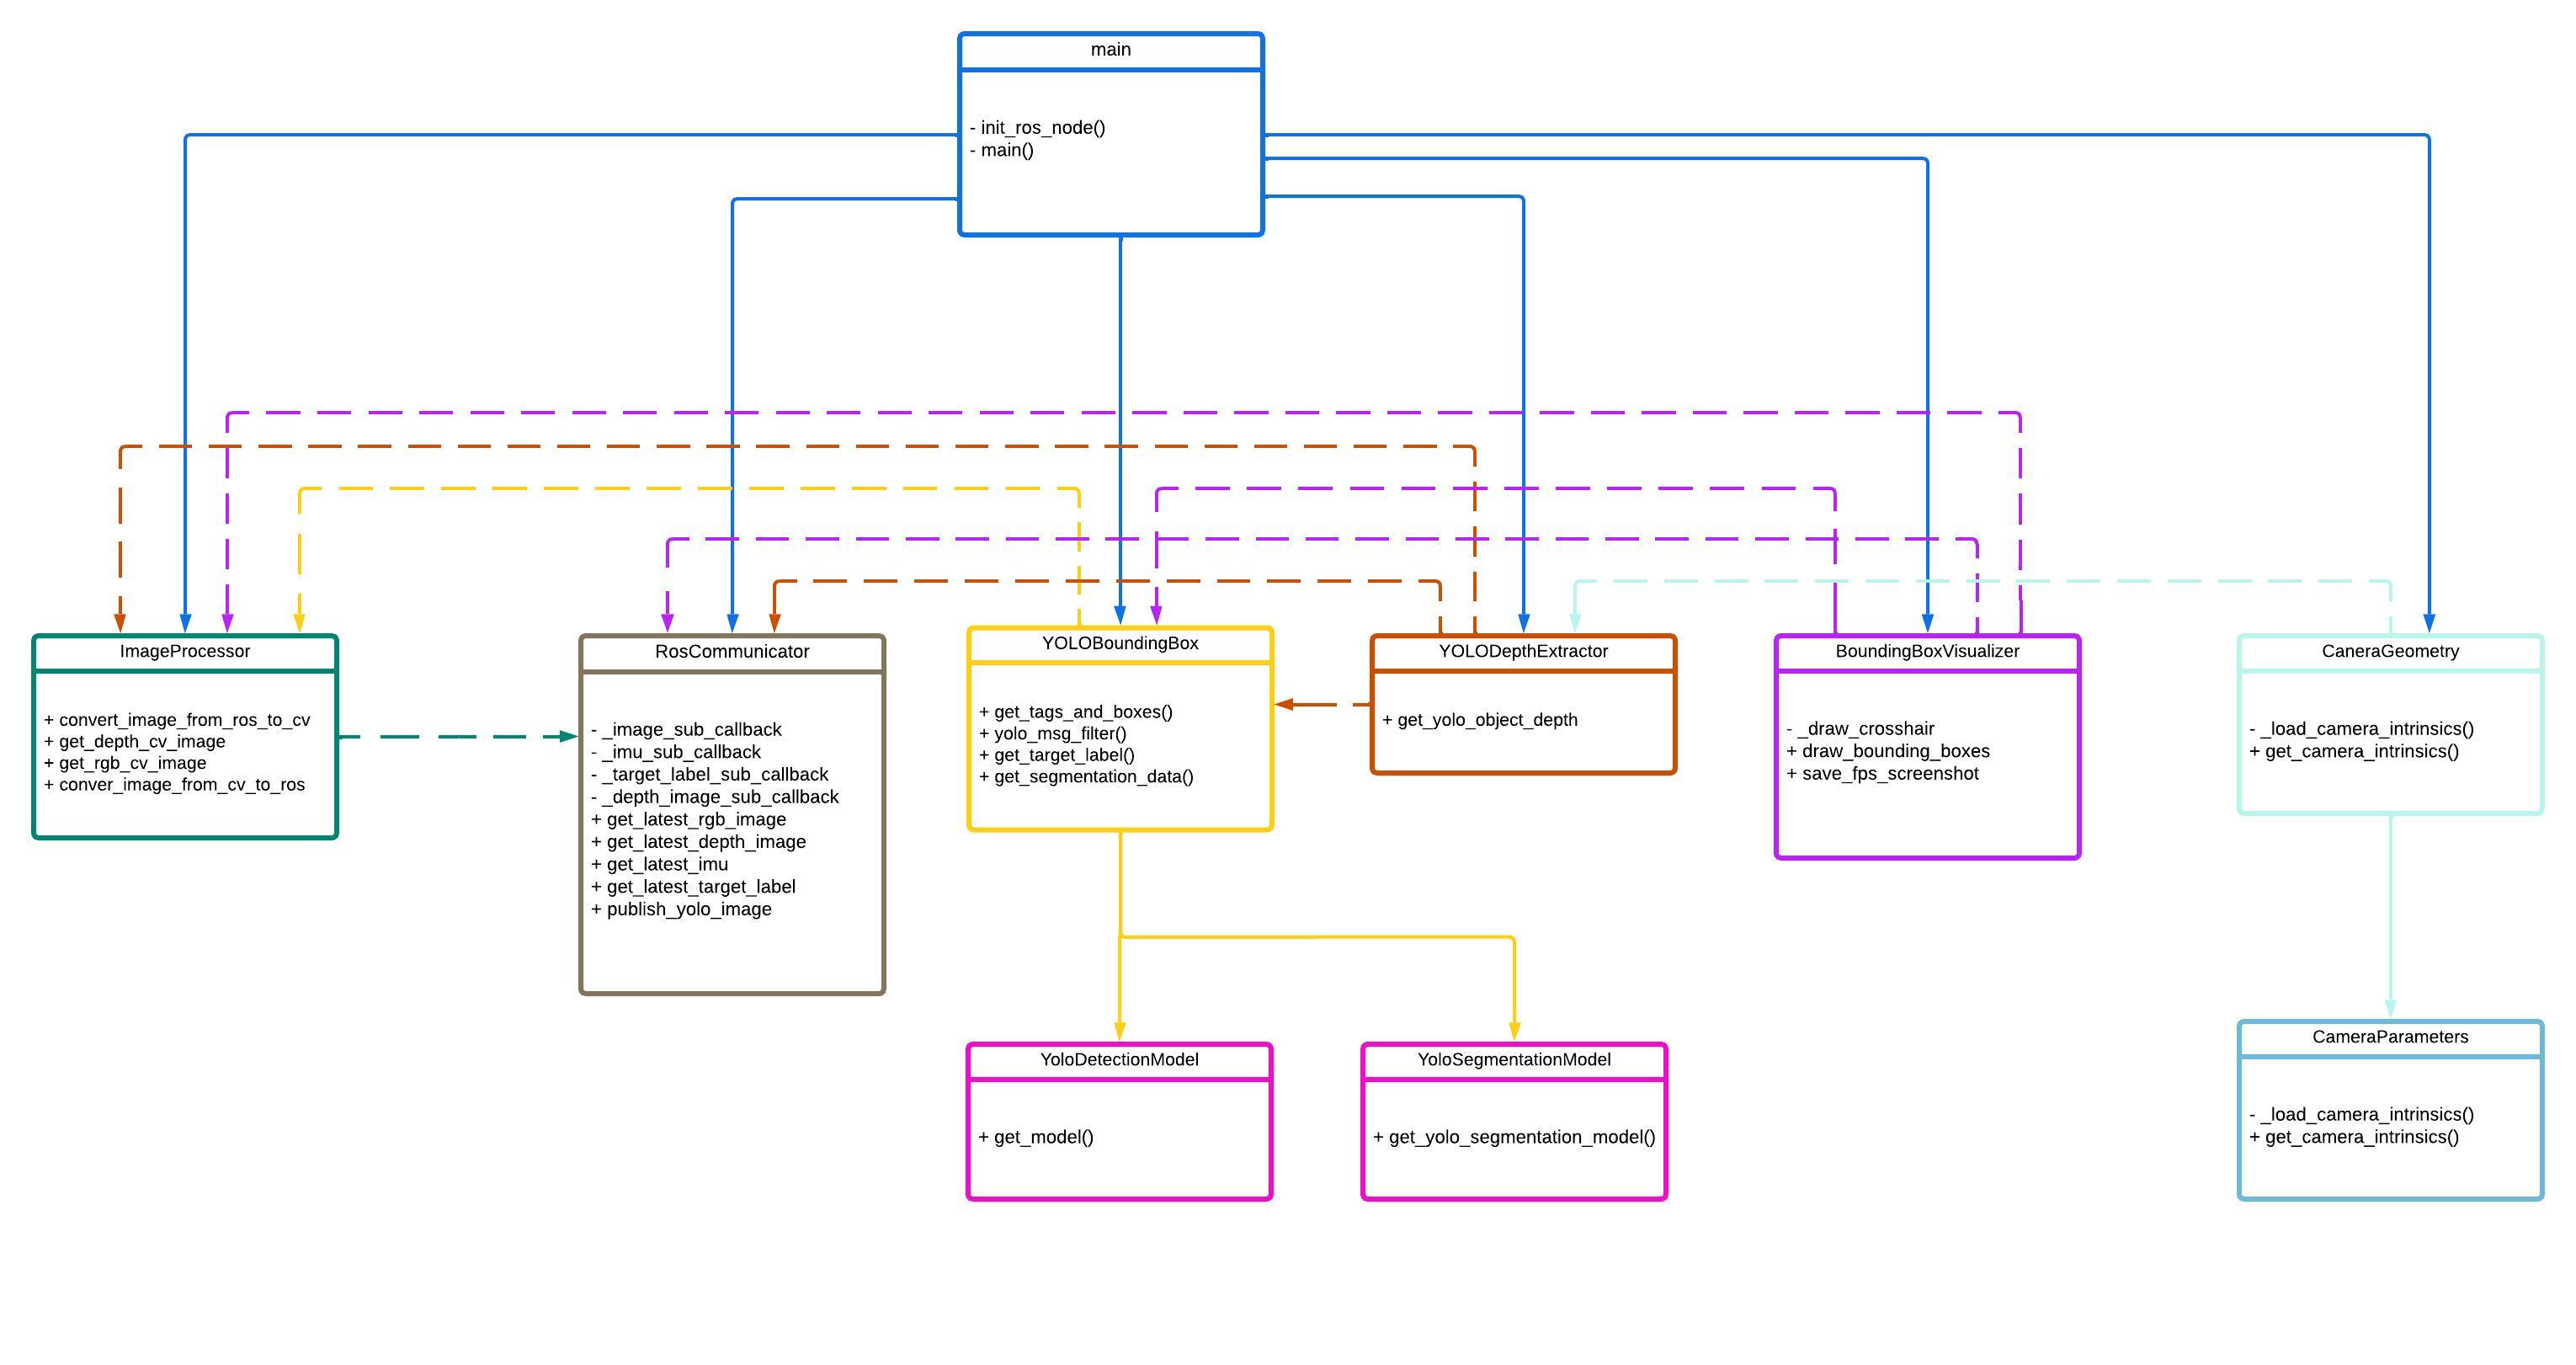 main
- init_ros_node()
- main()
ImageProcessor
+ convert_image_from_ros_to_cv
+ get_depth_cv_image
+ get_rgb_cv_image
+ conver_image_from_cv_to_ros
RosCommunicator
- _image_sub_callback
- _imu_sub_callback
- _target_label_sub_callback
- _depth_image_sub_callback
+ get_latest_rgb_image
+ get_latest_depth_image
+ get_latest_imu
+ get_latest_target_label
+ publish_yolo_image
YOLOBoundingBox
+ get_tags_and_boxes()
+ yolo_msg_filter()
+ get_target_label()
+ get_segmentation_data()
YOLODepthExtractor
+ get_yolo_object_depth
BoundingBoxVisualizer
- _draw_crosshair
+ draw_bounding_boxes
+ save_fps_screenshot
CaneraGeometry
- _load_camera_intrinsics()
+ get_camera_intrinsics()
YoloDetectionModel
+ get_model()
YoloSegmentationModel
+ get_yolo_segmentation_model()
CameraParameters
- _load_camera_intrinsics()
+ get_camera_intrinsics()